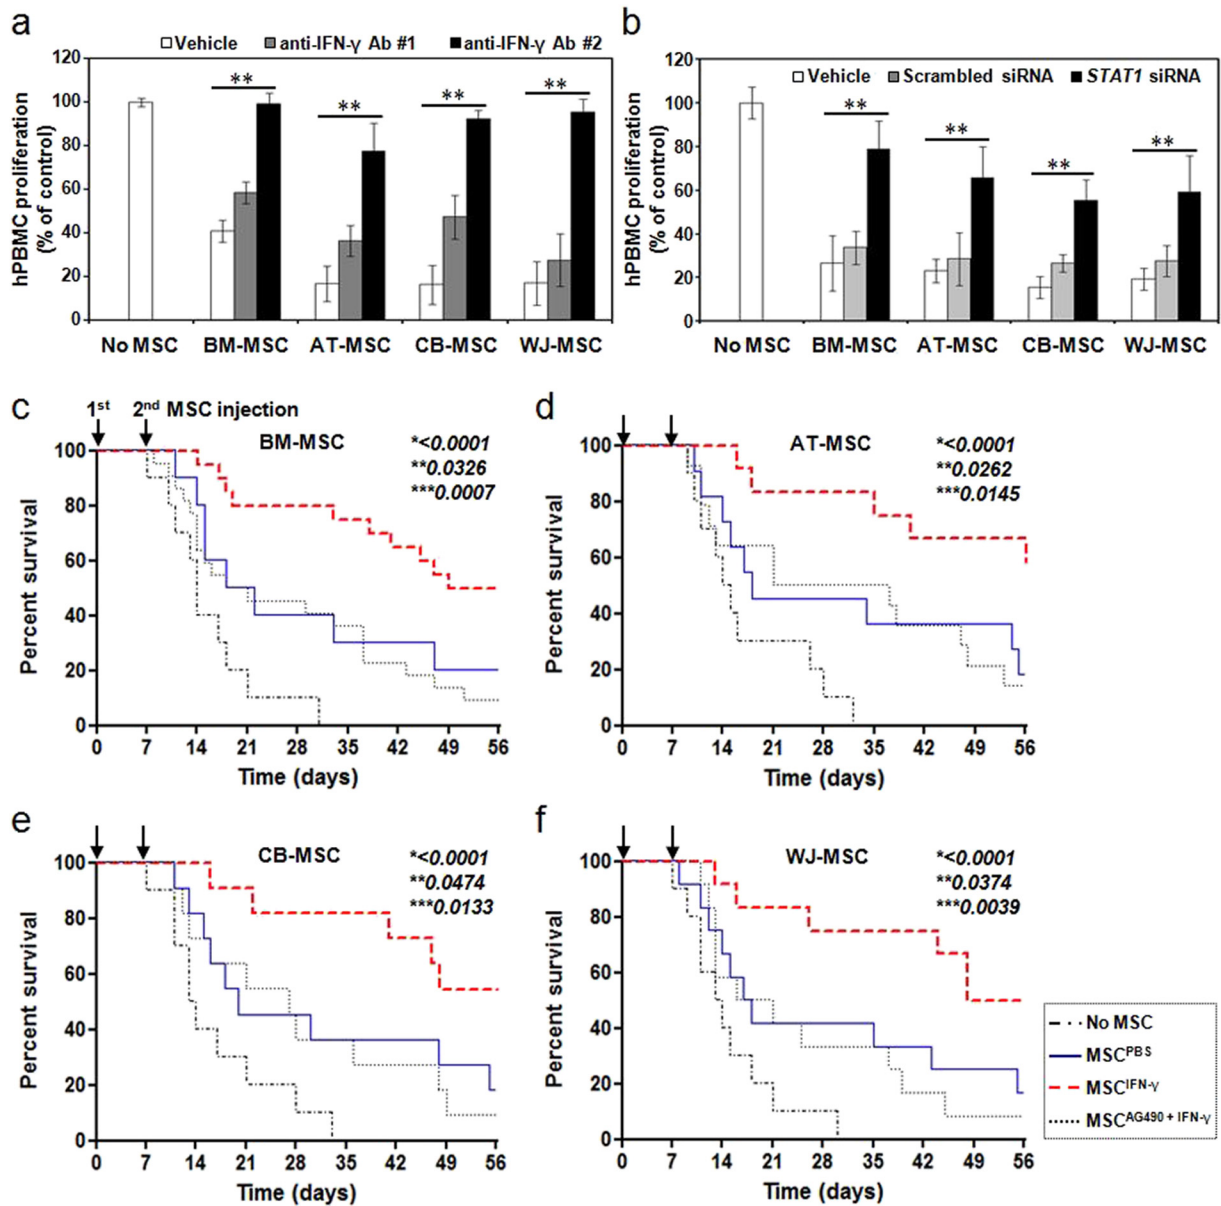 a
Vehicle anti-IFN-γ Ab #1 anti-IFN-γ Ab #2
hPBMC proliferation
(% of control)
120
100
80
60
40
20
0
** ** ** **
No MSC BM-MSC AT-MSC CB-MSC WJ-MSC
b
Vehicle Scrambled siRNA STAT1 siRNA
hPBMC proliferation
(% of control)
120
100
80
60
40
20
0
** ** ** **
No MSC BM-MSC AT-MSC CB-MSC WJ-MSC
c
1st 2nd MSC injection
BM-MSC
*<0.0001
**0.0326
***0.0007
Percent survival
100
80
60
40
20
0
0 7 14 21 28 35 42 49 56
Time (days)
d
AT-MSC
*<0.0001
**0.0262
***0.0145
Percent survival
100
80
60
40
20
0
0 7 14 21 28 35 42 49 56
Time (days)
e
CB-MSC
*<0.0001
**0.0474
***0.0133
Percent survival
100
80
60
40
20
0
0 7 14 21 28 35 42 49 56
Time (days)
f
WJ-MSC
*<0.0001
**0.0374
***0.0039
Percent survival
100
80
60
40
20
0
0 7 14 21 28 35 42 49 56
Time (days)
No MSC
MSCPBS
MSCIFN-γ
MSCAG490 + IFN-γ